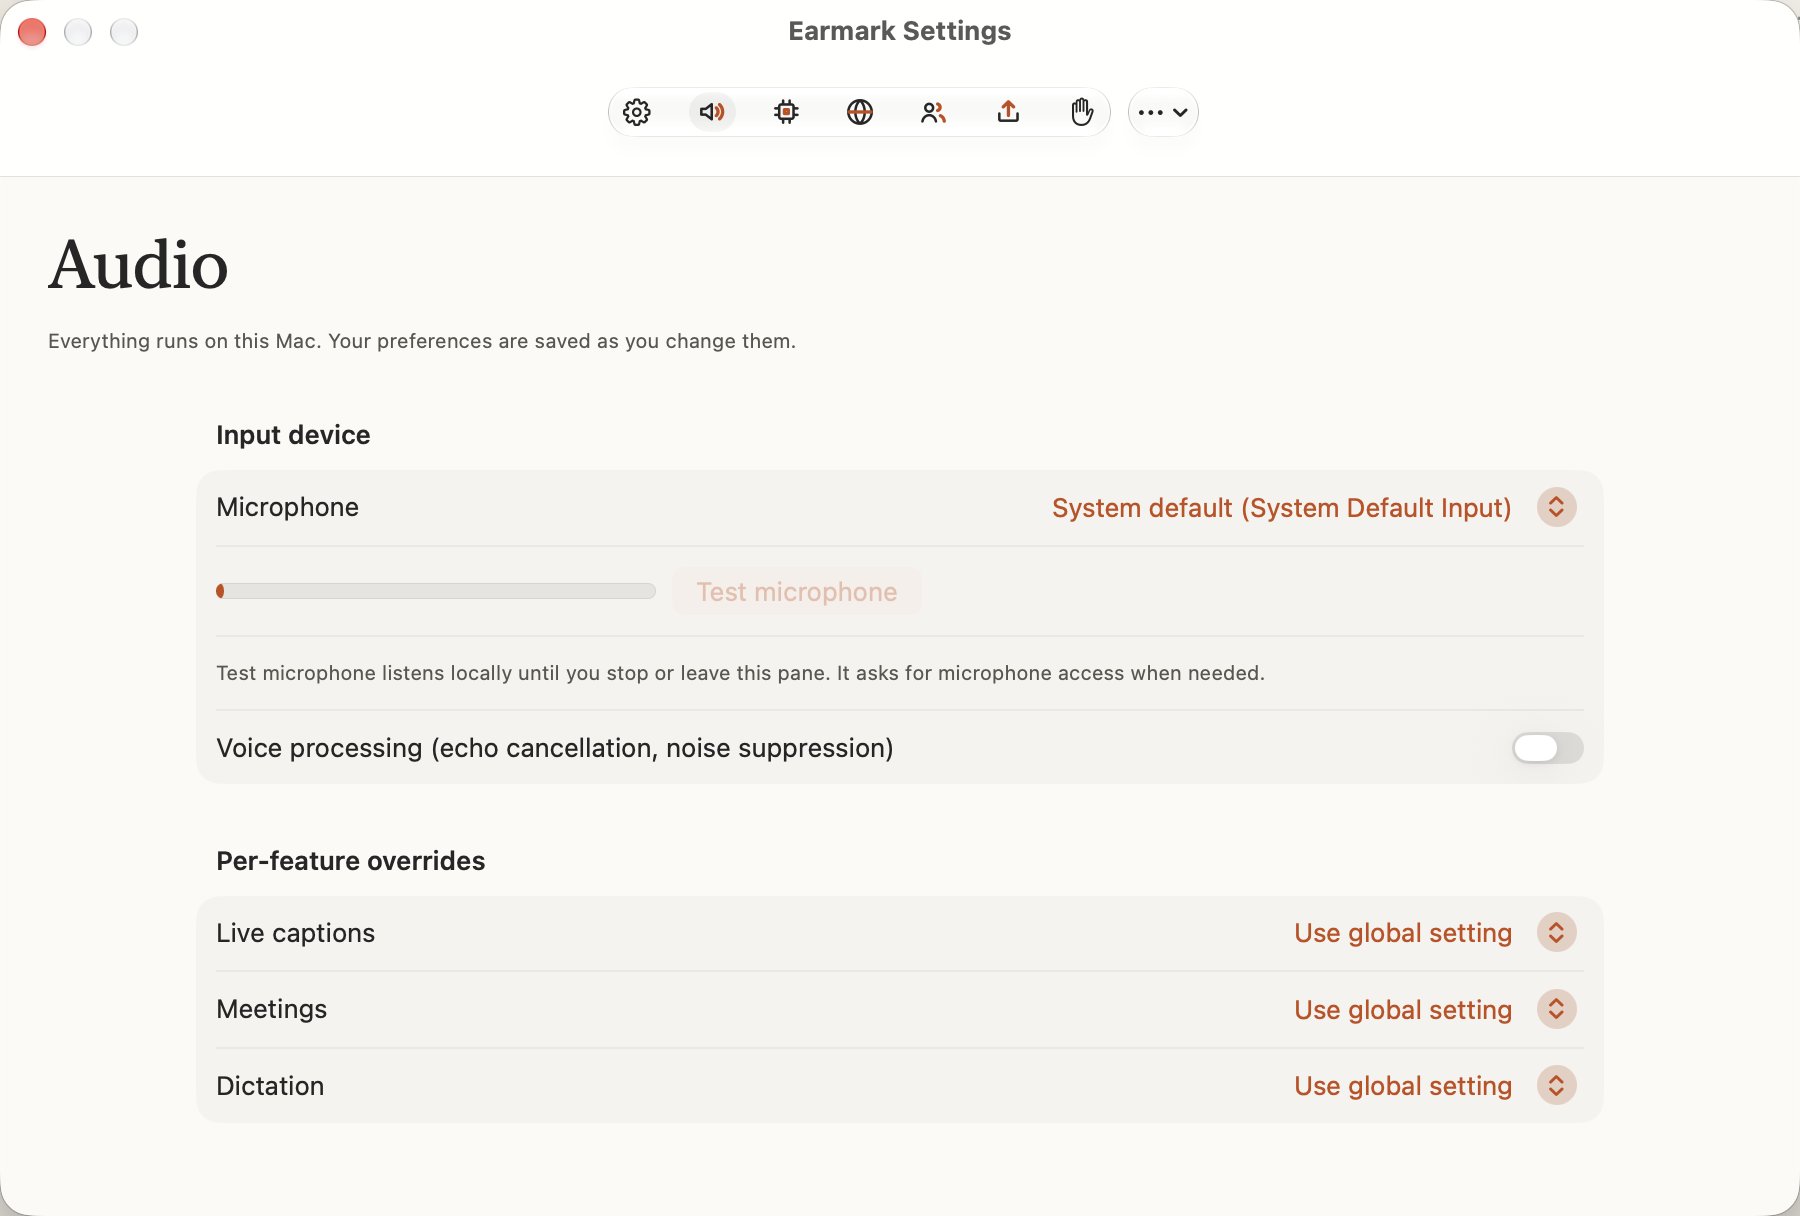 Earmark Settings
Audio
Everything runs on this Mac. Your preferences are saved as you change them.
Input device
Microphone
System default (System Default Input)
Test microphone
Test microphone listens locally until you stop or leave this pane. It asks for microphone access when needed.
Voice processing (echo cancellation, noise suppression)
Per-feature overrides
Live captions
Use global setting
Meetings
Use global setting
Dictation
Use global setting